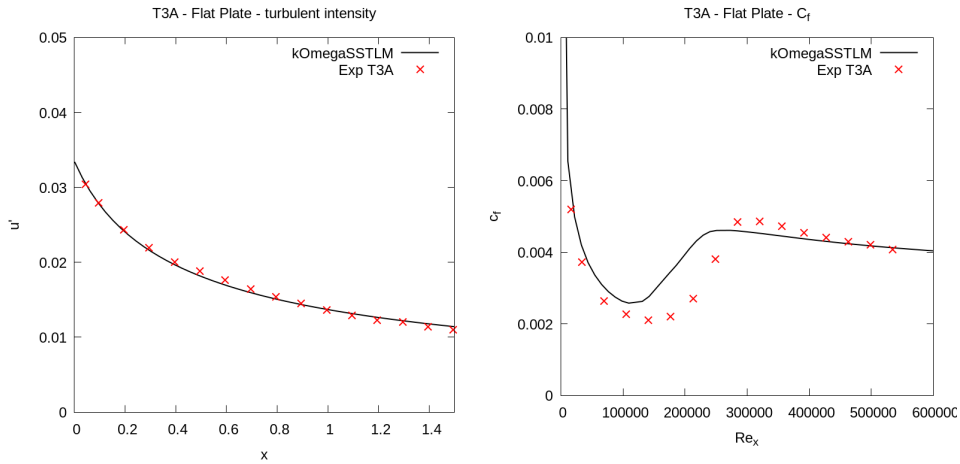 T3A - Flat Plate - turbulent intensity
0.05
0.04
0.03
0.02
0.01
0
u'
kOmegaSSTLM
Exp T3A
0
0.2
0.4
0.6
0.8
1
1.2
1.4
x
T3A - Flat Plate - Cf
0.01
0.008
0.006
0.004
0.002
0
cf
kOmegaSSTLM
Exp T3A
0
100000
200000
300000
400000
500000
600000
Rex